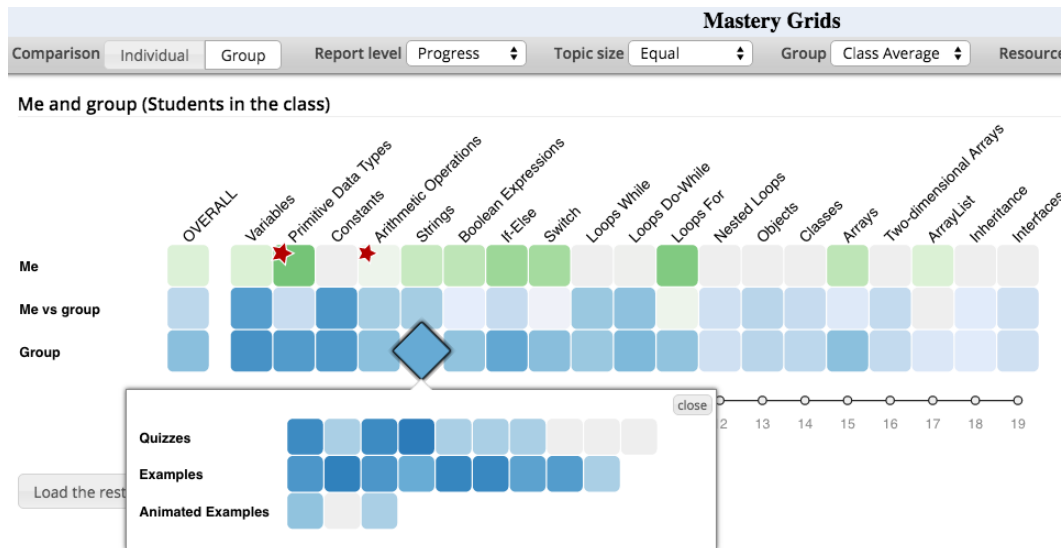 Mastery Grids
Comparison Individual Group Report level Progress Topic size Equal Group Class Average Resource
Me and group (Students in the class)
OVERALL Variables Primitive Data Types Constants Arithmetic Operations Strings Boolean Expressions If-Else Switch Loops While Loops Do-While Loops For Nested Loops Objects Classes Arrays Two-dimensional Arrays ArrayList Inheritance Interfaces
Me
Me vs group
Group
close
2 13 14 15 16 17 18 19
Quizzes
Examples
Load the rest
Animated Examples